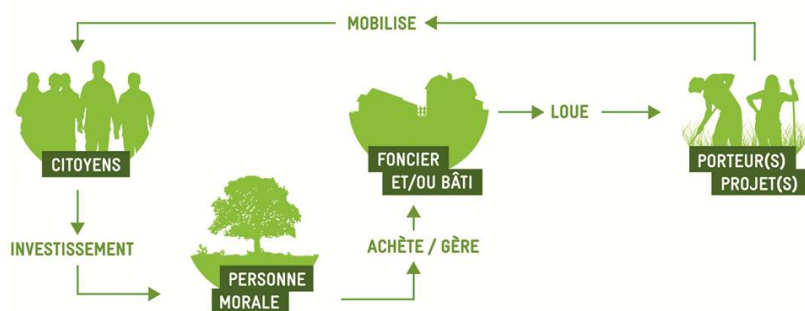 MOBILISE
CITOYENS
FONCIER
ET/OU BÂTI
LOUE
PORTEUR(S)
PROJET(S)
INVESTISSEMENT
ACHÈTE / GÈRE
PERSONNE
MORALE